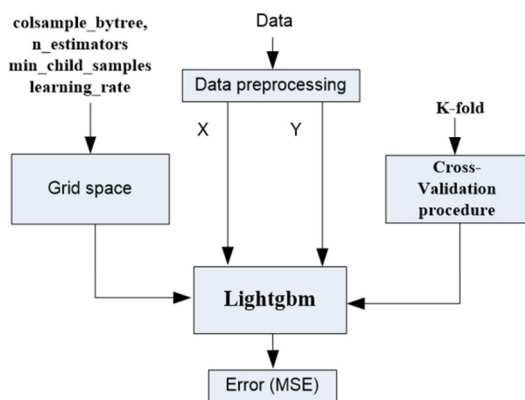 colsample_bytree,
n_estimators
min_child_samples
learning_rate
Data
Data preprocessing
X
Y
K-fold
Grid space
Cross-
Validation
procedure
Lightgbm
Error (MSE)